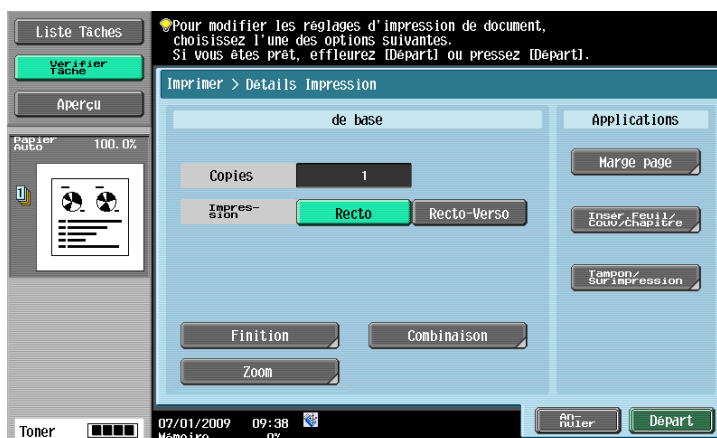 Liste Tâches
Vérifier
Tâche
Aperçu
Papier
Auto
100.0%
1
Toner
Pour modifier les réglages d'impression de document,
choisissez l'une des options suivantes.
Si vous êtes prêt, effleurez [Départ] ou pressez [Départ].
Imprimer > Détails Impression
de base
Copies
1
Impres-
sion
Recto
Recto-Verso
Finition
Combinaison
Zoom
Applications
Marge page
Insér.Feuil/
Couv/Chapitre
Tampon/
Surimpression
07/01/2009 09:38
Mémoire 0%
An-
nuler
Départ